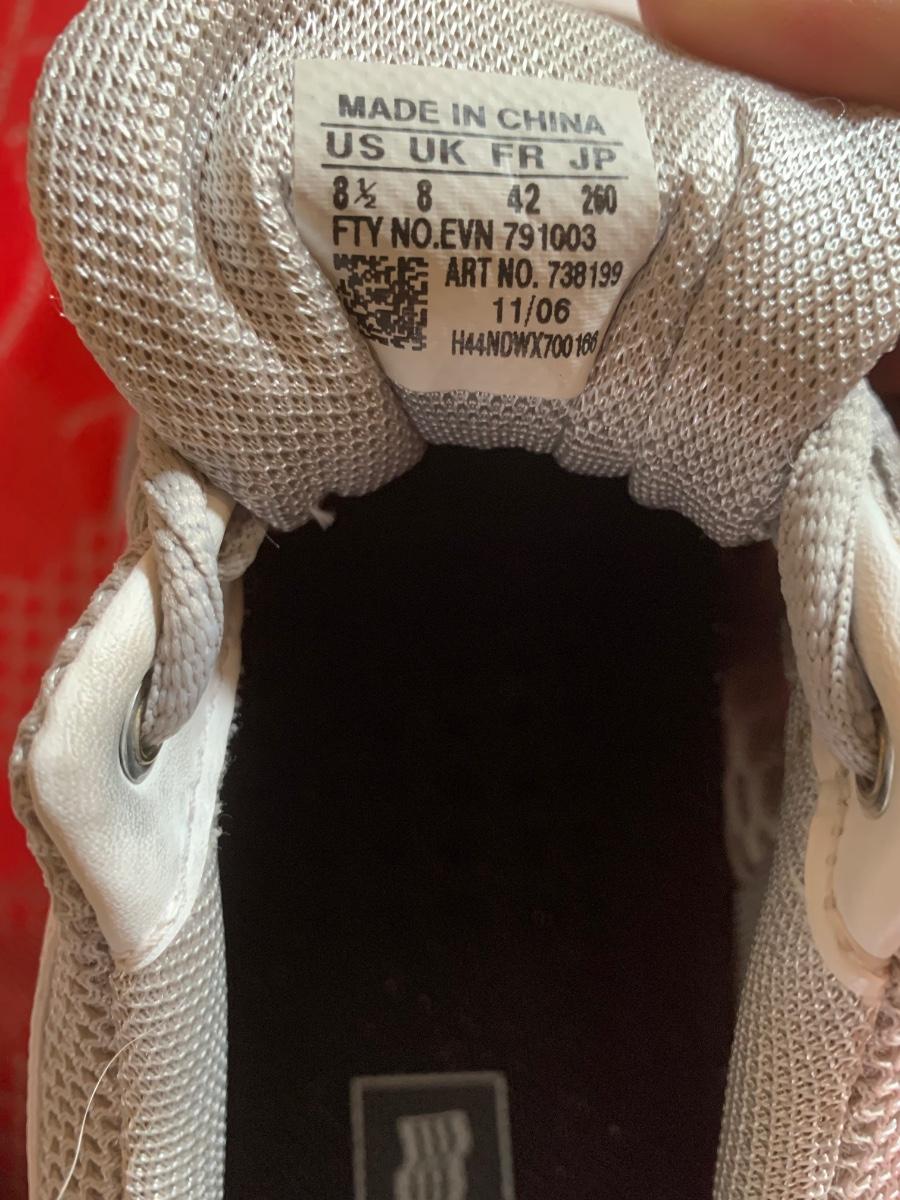 MADE IN CHINA
US UK FR JP
8½ 8 42 260
FTY NO.EVN 791003
ART NO. 738199
11/06
H44NDWX700166